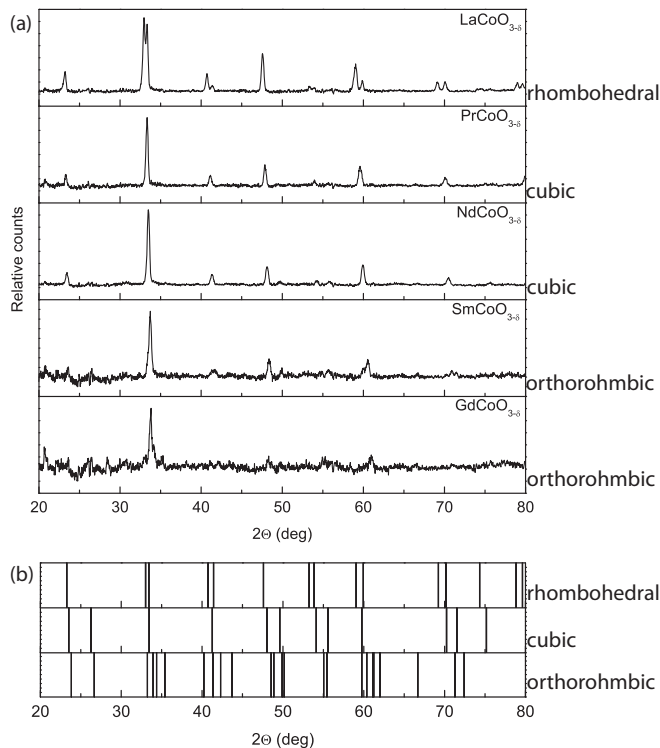 (a)
LaCoO3-δ
rhombohedral
PrCoO3-δ
cubic
NdCoO3-δ
cubic
SmCoO3-δ
orthorohmbic
GdCoO3-δ
orthorohmbic
Relative counts
20 30 40 50 60 70 80
2Θ (deg)
(b)
rhombohedral
cubic
orthorohmbic
20 30 40 50 60 70 80
2Θ (deg)